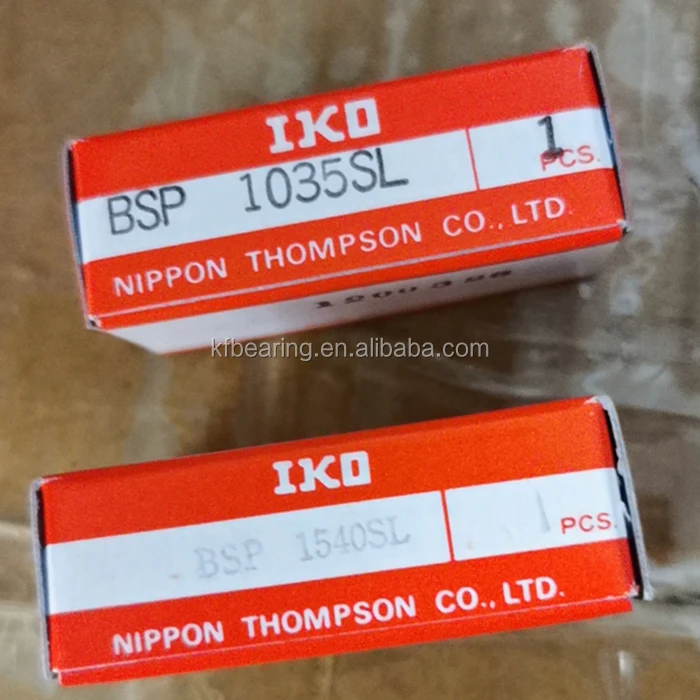 IKO
BSP 1035SL 1
PCS.
NIPPON THOMPSON CO., LTD.
kfbearing.en.alibaba.com
IKO
BSP 1540SL 1 PCS.
NIPPON THOMPSON CO., LTD.